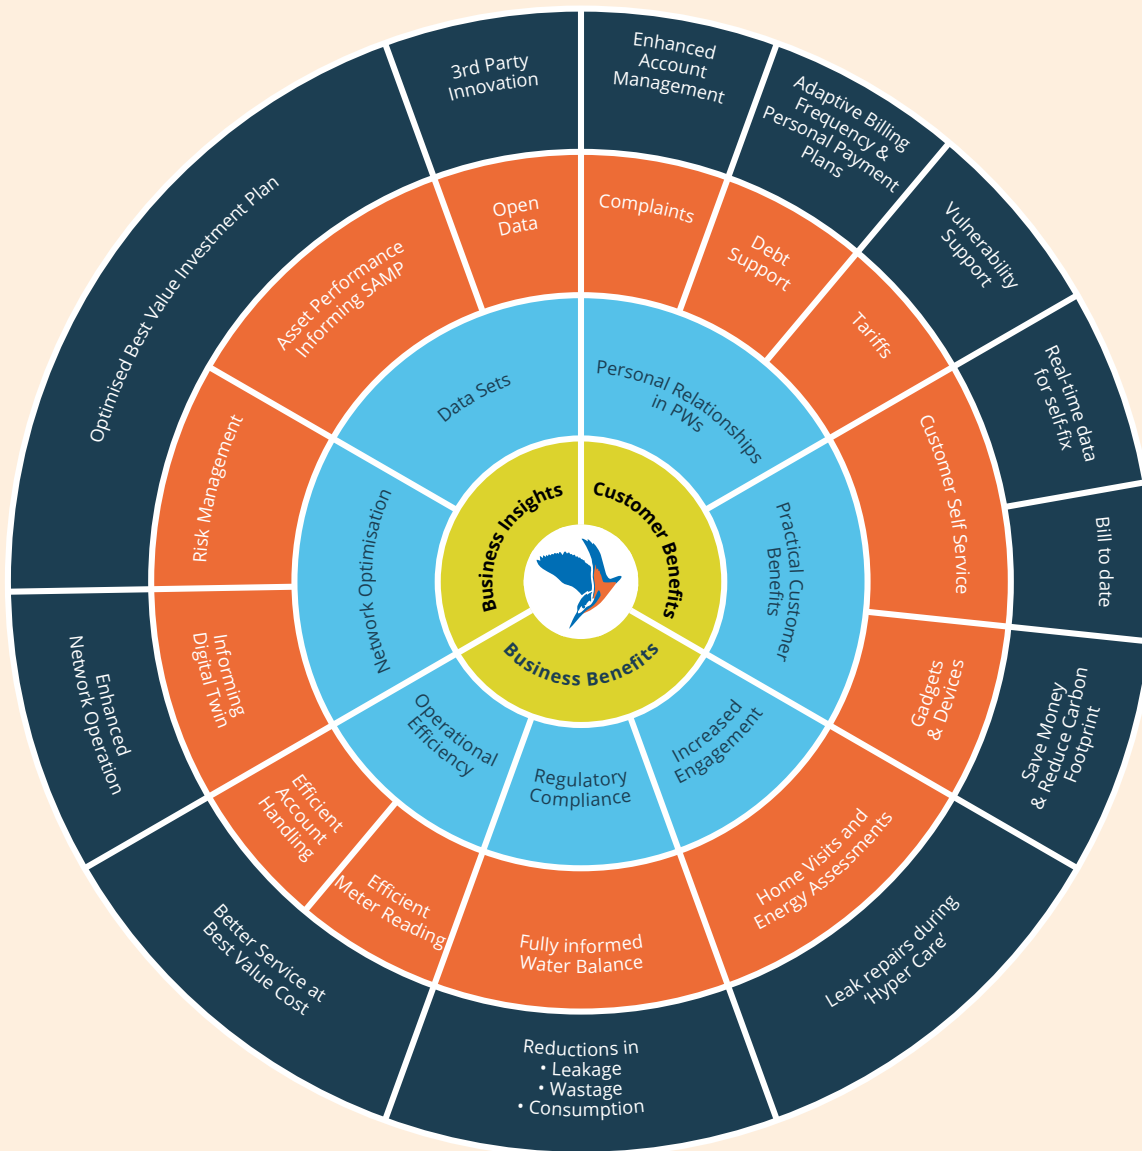 3rd Party
Innovation
Enhanced
Account
Management
Adaptive Billing
Frequency &
Personal Payment
Plans
Vulnerability
Support
Real-time data
for self-fix
Bill to date
Save Money
& Reduce Carbon
Footprint
Leak repairs during
‘Hyper Care’
Reductions in
• Leakage
• Wastage
• Consumption
Better Service at
Best Value Cost
Enhanced
Network Operation
Optimised Best Value Investment Plan
Open
Data
Complaints
Debt
Support
Tariffs
Customer Self Service
Gadgets
& Devices
Home Visits and
Energy Assessments
Fully informed
Water Balance
Efficient
Meter Reading
Efficient
Account
Handling
Informing
Digital Twin
Risk Management
Asset Performance
Informing SAMP
Data Sets
Personal Relationships
in PWs
Practical Customer
Benefits
Increased
Engagement
Regulatory
Compliance
Operational
Efficiency
Network Optimisation
Business Insights
Customer Benefits
Business Benefits